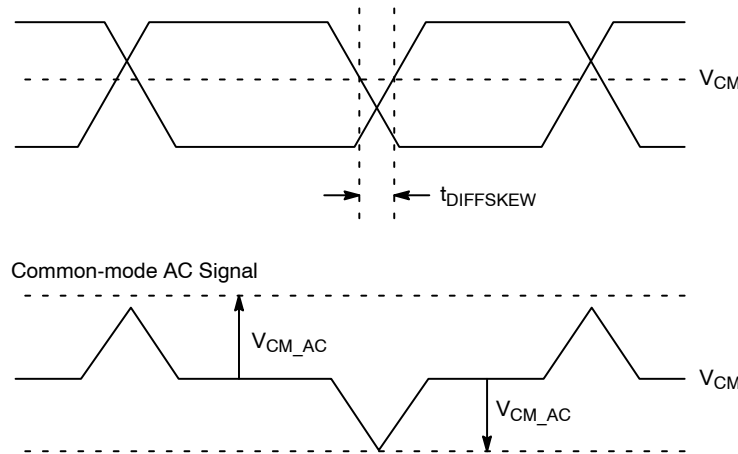 VCM
tDIFFSKEW
Common-mode AC Signal
VCM_AC
VCM
VCM_AC